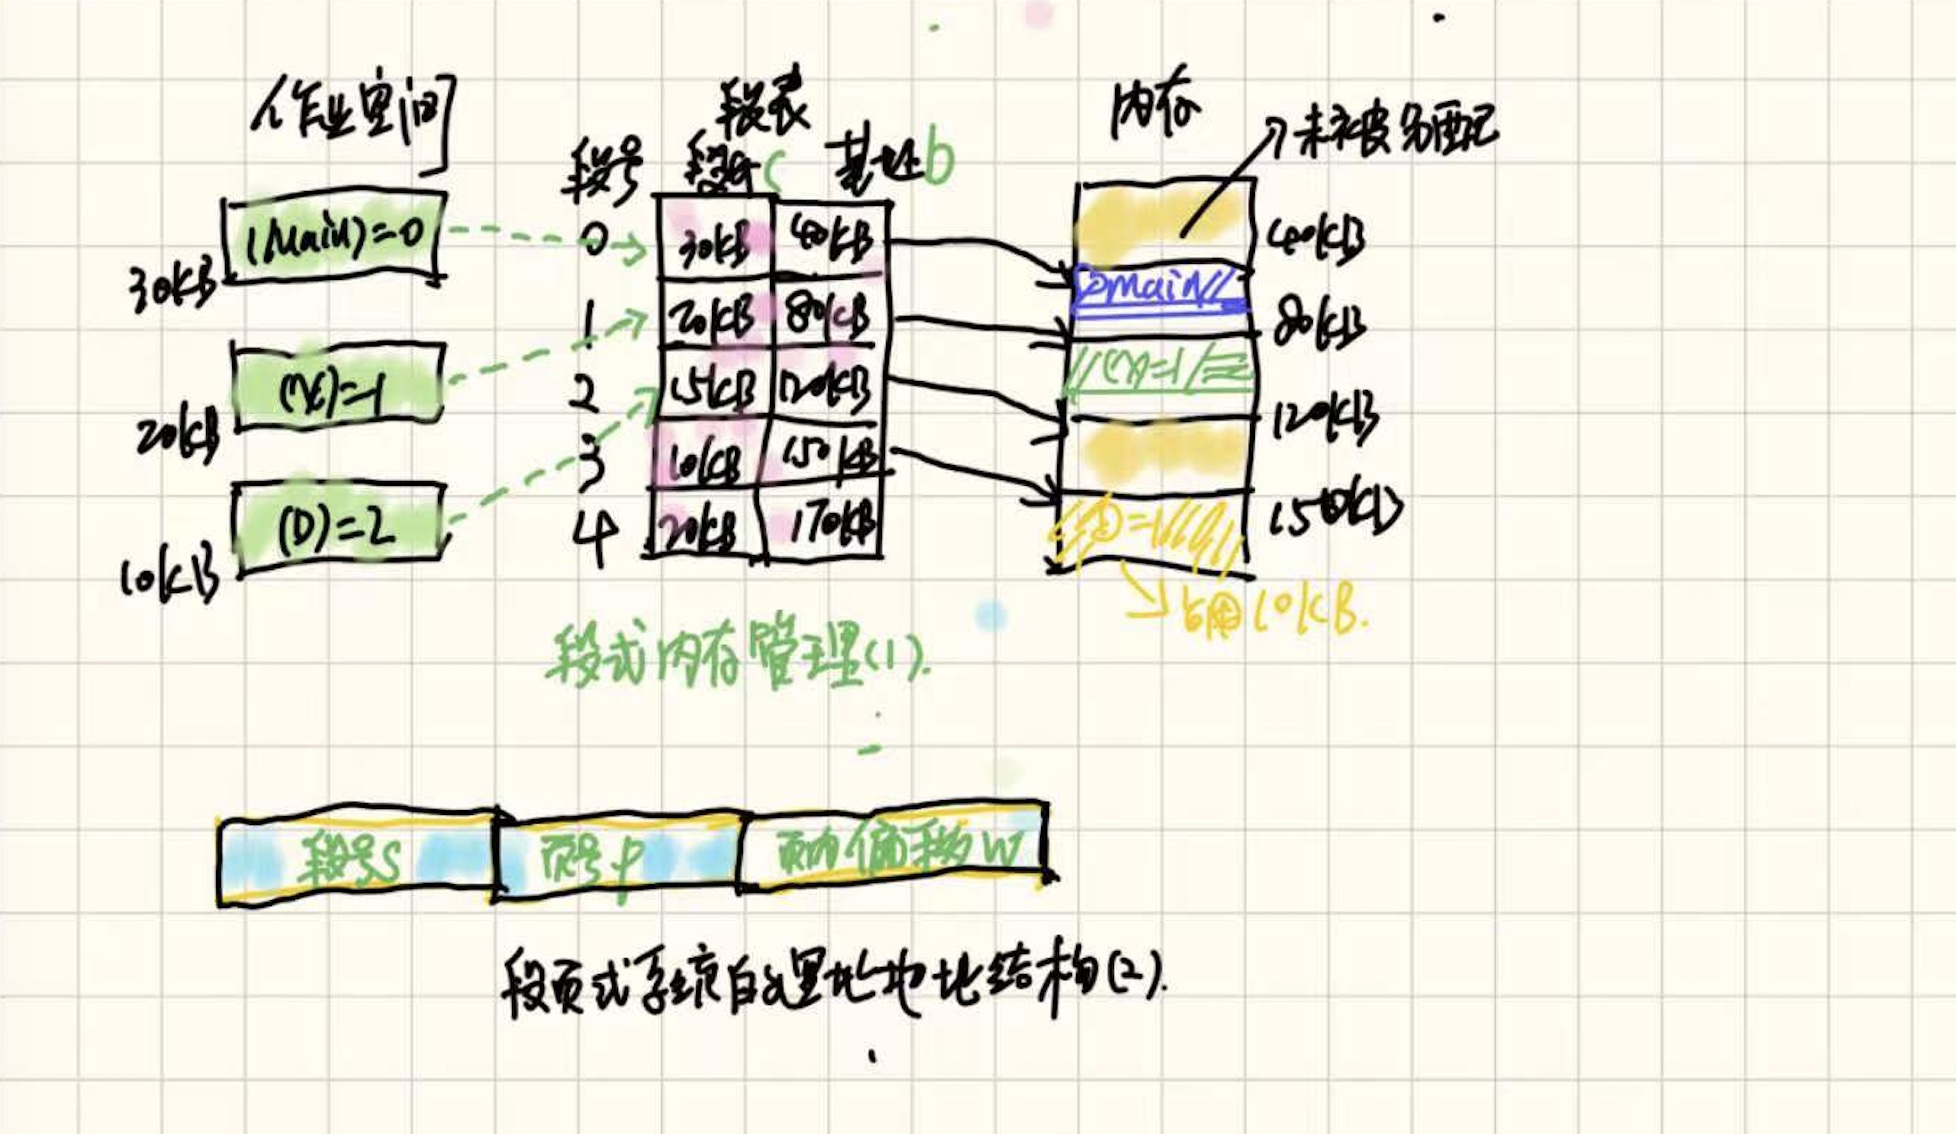 作业空间
(Main)=0
30KB
(X)=1
20KB
(D)=2
10KB
段表
段号 段长 c 基址 b
0 30KB 40KB
1 20KB 80KB
2 15KB 120KB
3 10KB 150KB
4 20KB 170KB
内存
未被分配
40KB
main
80KB
(X)=1
120KB
150KB
占用10KB.
段式内存管理(1).
段号S 页号P 页内偏移W
段页式系统的逻辑地址结构(2).